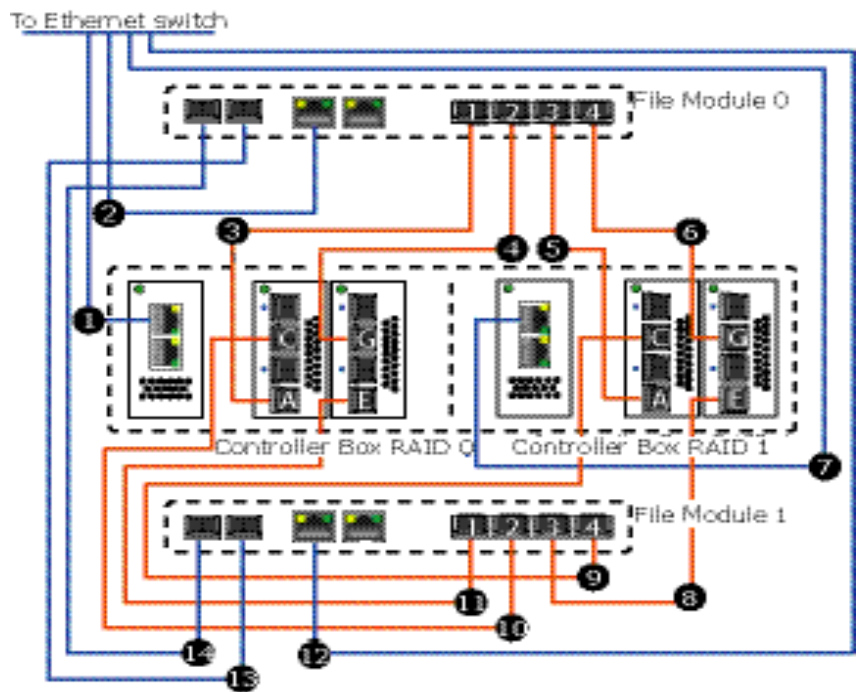 To Ethernet switch
File Module 0
1 2 3 4
2
3
4
5
6
1
C
G
C
G
A
E
A
E
Controller Box RAID 0
Controller Box RAID 1
7
File Module 1
1 2 3 4
9
11
8
10
14
12
13